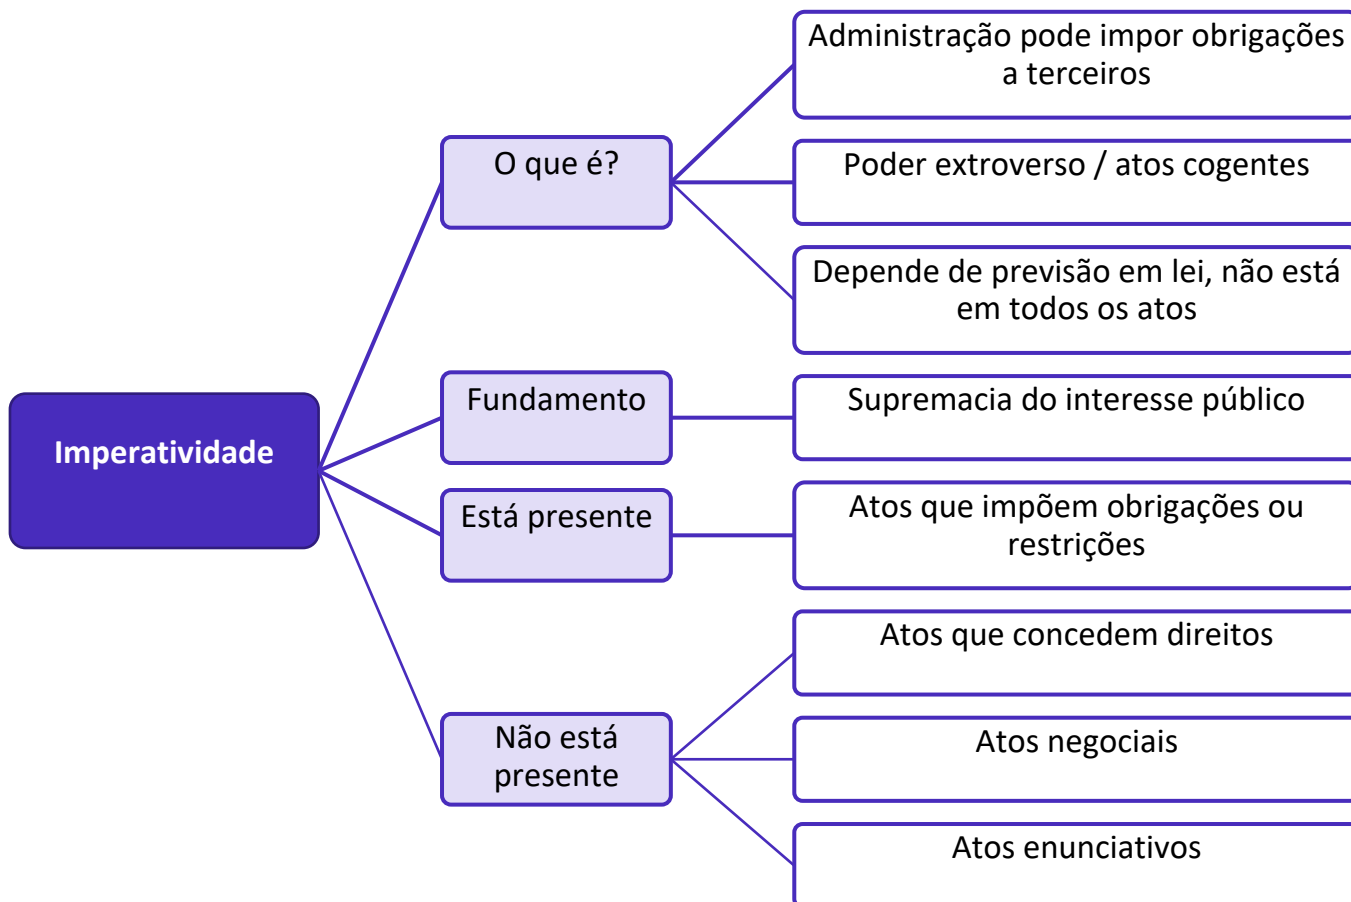 Imperatividade
O que é?
Administração pode impor obrigações
a terceiros
Poder extroverso / atos cogentes
Depende de previsão em lei, não está
em todos os atos
Fundamento
Supremacia do interesse público
Está presente
Atos que impõem obrigações ou
restrições
Não está
presente
Atos que concedem direitos
Atos negociais
Atos enunciativos